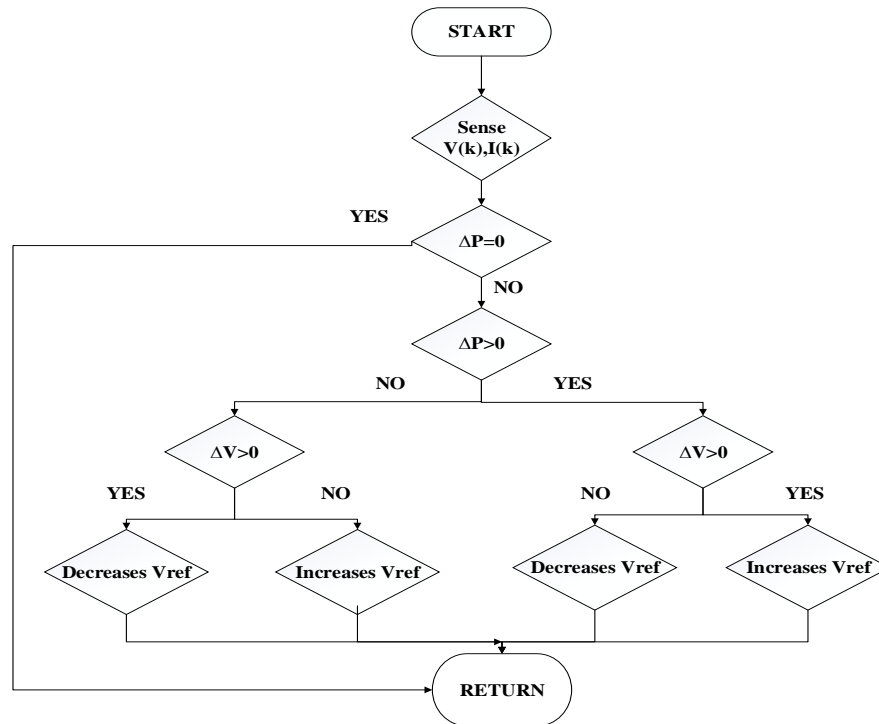 START
Sense
V(k),I(k)
YES
ΔP=0
NO
ΔP>0
NO
YES
ΔV>0
ΔV>0
YES
NO
NO
YES
Decreases Vref
Increases Vref
Decreases Vref
Increases Vref
RETURN